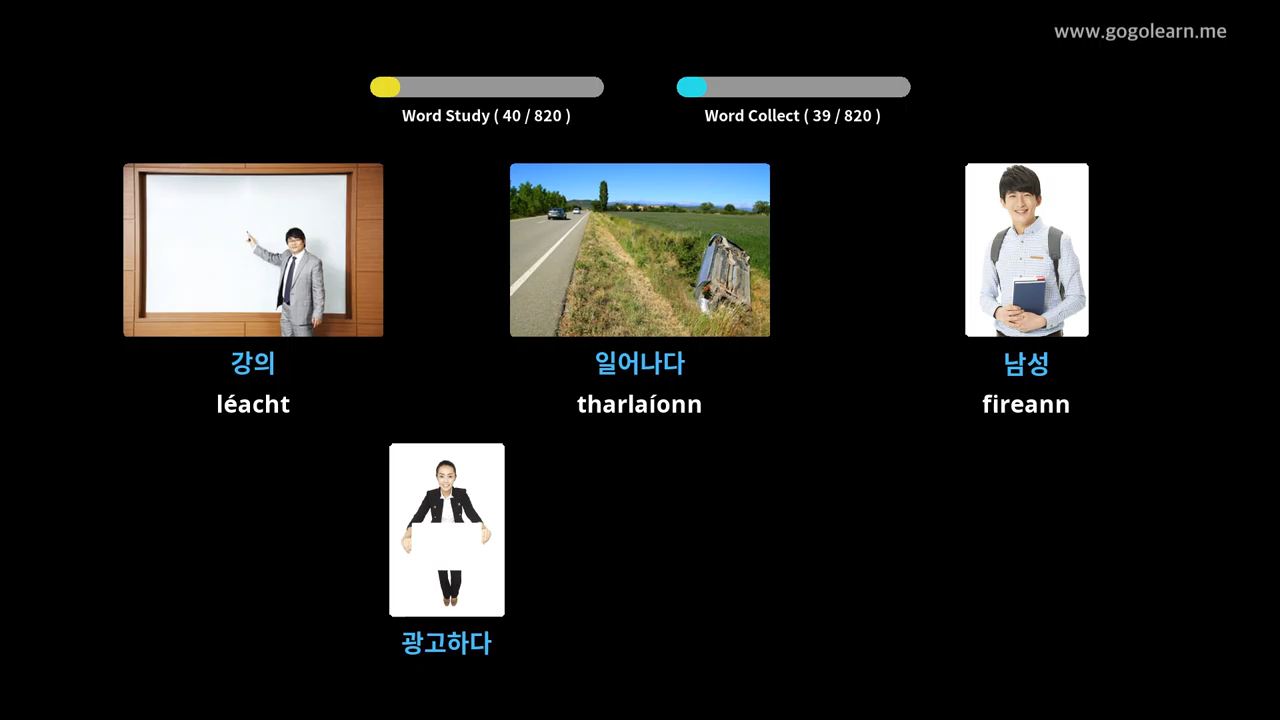 www.gogolearn.me
Word Study ( 40 / 820 )
Word Collect ( 39 / 820 )
강의
léacht
일어나다
tharlaíonn
남성
fireann
광고하다